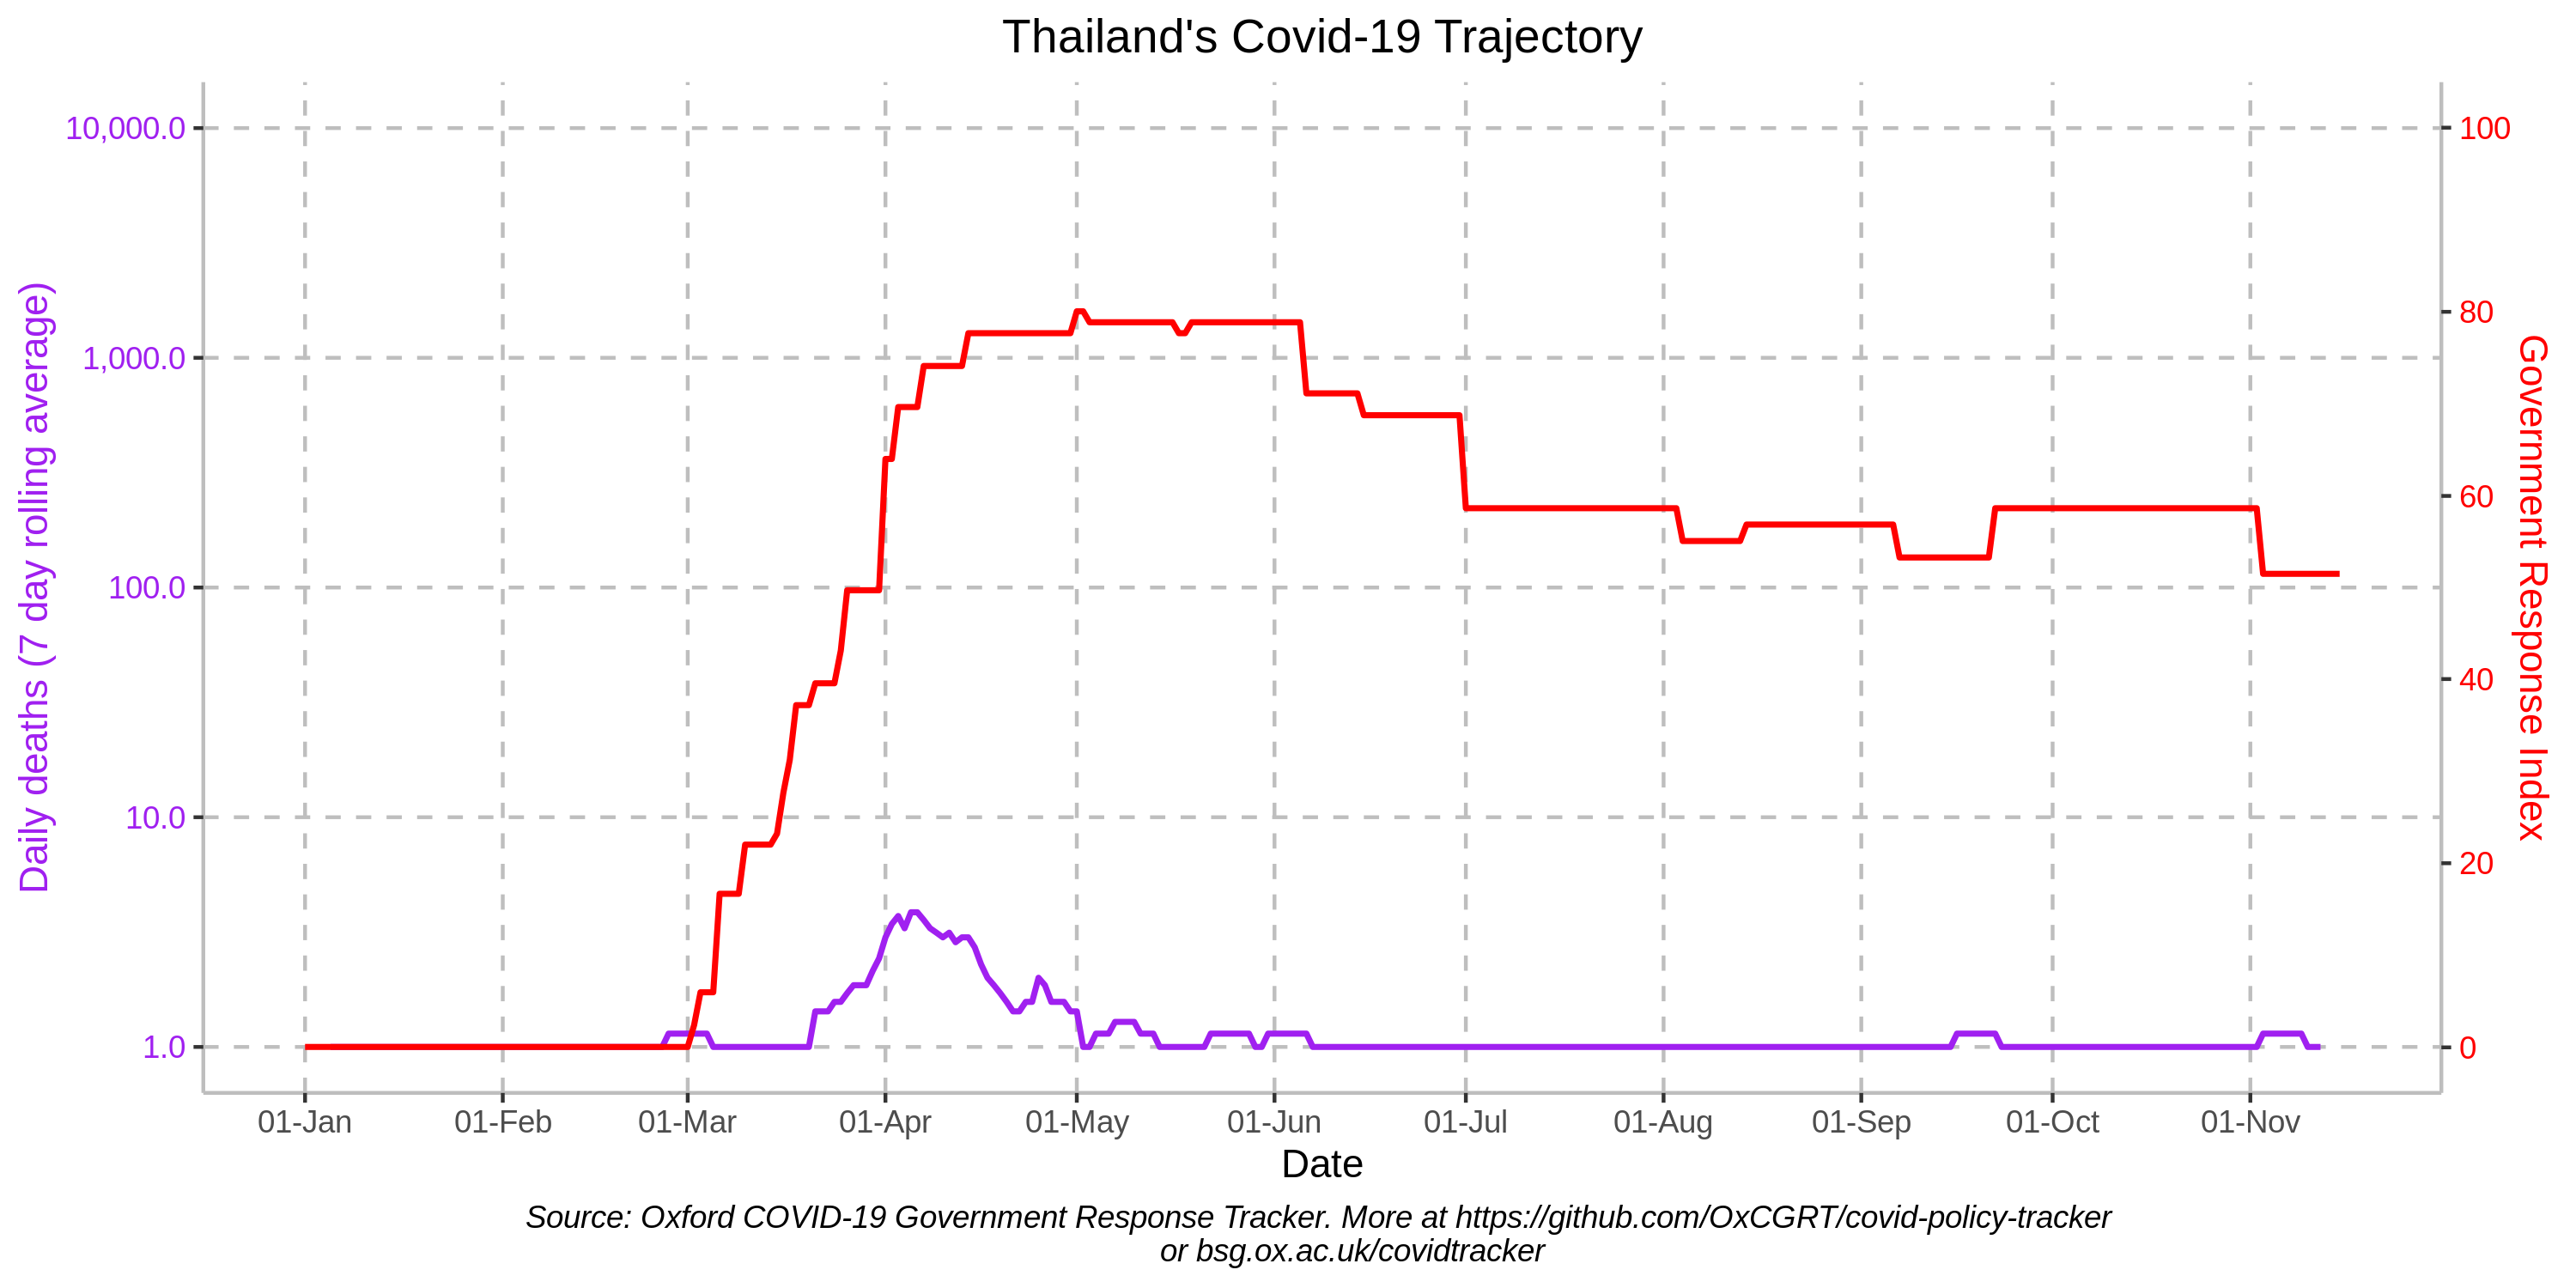 Thailand's Covid-19 Trajectory
10,000.0
1,000.0
100.0
10.0
1.0
Daily deaths (7 day rolling average)
100
80
60
40
20
0
Government Response Index
01-Jan
01-Feb
01-Mar
01-Apr
01-May
01-Jun
01-Jul
01-Aug
01-Sep
01-Oct
01-Nov
Date
Source: Oxford COVID-19 Government Response Tracker. More at https://github.com/OxCGRT/covid-policy-tracker
or bsg.ox.ac.uk/covidtracker